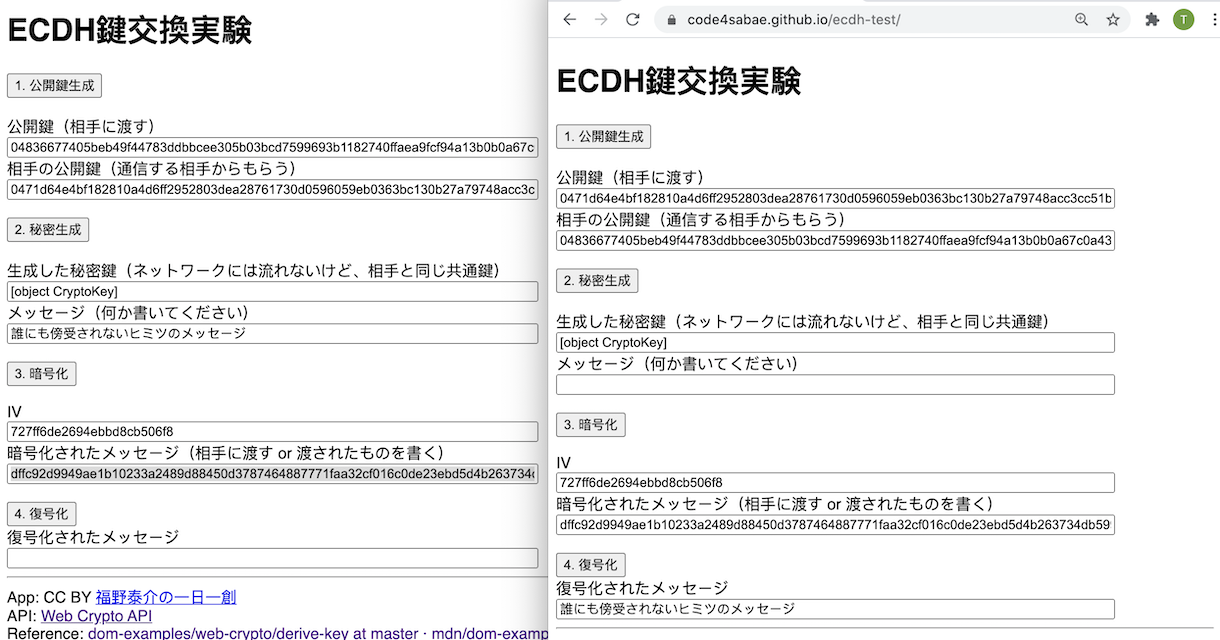 ECDH鍵交換実験
1. 公開鍵生成
公開鍵（相手に渡す）
04836677405beb49f44783ddbbcee305b03bcd7599693b1182740ffaea9fcf94a13b0b0a67c
相手の公開鍵（通信する相手からもらう）
0471d64e4bf182810a4d6ff2952803dea28761730d0596059eb0363bc130b27a79748acc3c
2. 秘密生成
生成した秘密鍵（ネットワークには流れないけど、相手と同じ共通鍵）
[object CryptoKey]
メッセージ（何か書いてください）
誰にも傍受されないヒミツのメッセージ
3. 暗号化
IV
727ff6de2694ebbd8cb506f8
暗号化されたメッセージ（相手に渡す or 渡されたものを書く）
dffc92d9949ae1b10233a2489d88450d3787464887771faa32cf016c0de23ebd5d4b263734d
4. 復号化
復号化されたメッセージ
App: CC BY 福野泰介の一日一創
API: Web Crypto API
Reference: dom-examples/web-crypto/derive-key at master · mdn/dom-examp
code4sabae.github.io/ecdh-test/
T
ECDH鍵交換実験
1. 公開鍵生成
公開鍵（相手に渡す）
0471d64e4bf182810a4d6ff2952803dea28761730d0596059eb0363bc130b27a79748acc3cc51b
相手の公開鍵（通信する相手からもらう）
04836677405beb49f44783ddbbcee305b03bcd7599693b1182740ffaea9fcf94a13b0b0a67c0a43
2. 秘密生成
生成した秘密鍵（ネットワークには流れないけど、相手と同じ共通鍵）
[object CryptoKey]
メッセージ（何か書いてください）
3. 暗号化
IV
727ff6de2694ebbd8cb506f8
暗号化されたメッセージ（相手に渡す or 渡されたものを書く）
dffc92d9949ae1b10233a2489d88450d3787464887771faa32cf016c0de23ebd5d4b263734db59
4. 復号化
復号化されたメッセージ
誰にも傍受されないヒミツのメッセージ